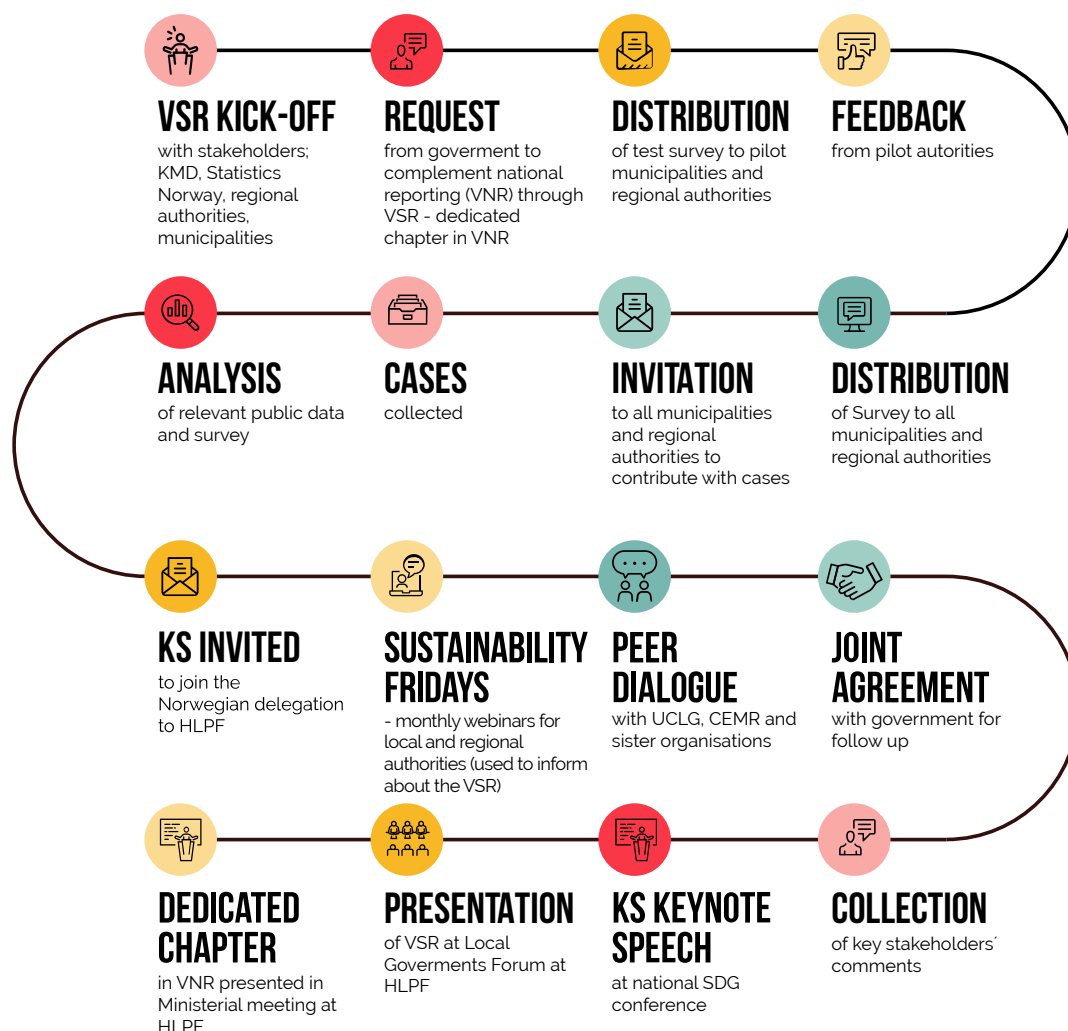 VSR KICK-OFF
with stakeholders;
KMD, Statistics
Norway, regional
authorities,
municipalities
REQUEST
from goverment to
complement national
reporting (VNR) through
VSR - dedicated
chapter in VNR
DISTRIBUTION
of test survey to pilot
municipalities and
regional authorities
FEEDBACK
from pilot autorities
ANALYSIS
of relevant public data
and survey
CASES
collected
INVITATION
to all municipalities
and regional
authorities to
contribute with cases
DISTRIBUTION
of Survey to all
municipalities and
regional authorities
KS INVITED
to join the
Norwegian delegation
to HLPF
SUSTAINABILITY
FRIDAYS
- monthly webinars for
local and regional
authorities (used to inform
about the VSR)
PEER
DIALOGUE
with UCLG, CEMR and
sister organisations
JOINT
AGREEMENT
with government for
follow up
DEDICATED
CHAPTER
in VNR presented in
Ministerial meeting at
HLPF
PRESENTATION
of VSR at Local
Goverments Forum at
HLPF
KS KEYNOTE
SPEECH
at national SDG
conference
COLLECTION
of key stakeholders´
comments